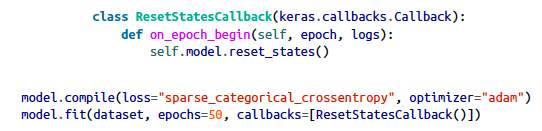 class ResetStatesCallback(keras.callbacks.Callback):
def on_epoch_begin(self, epoch, logs):
self.model.reset_states()
model.compile(loss="sparse_categorical_crossentropy", optimizer="adam")
model.fit(dataset, epochs=50, callbacks=[ResetStatesCallback()])